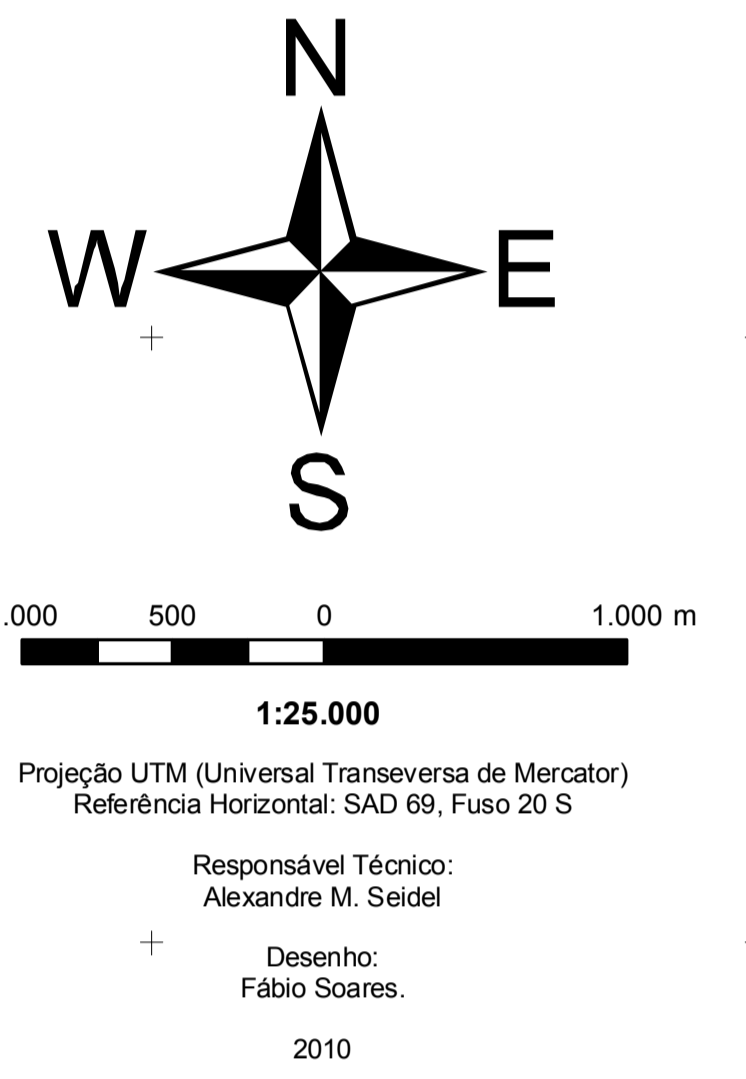 N
W E
S
.000 500 0 1.000 m
1:25.000
Projeção UTM (Universal Transeversa de Mercator)
Referência Horizontal: SAD 69, Fuso 20 S
Responsável Técnico:
Alexandre M. Seidel
Desenho:
Fábio Soares.
2010